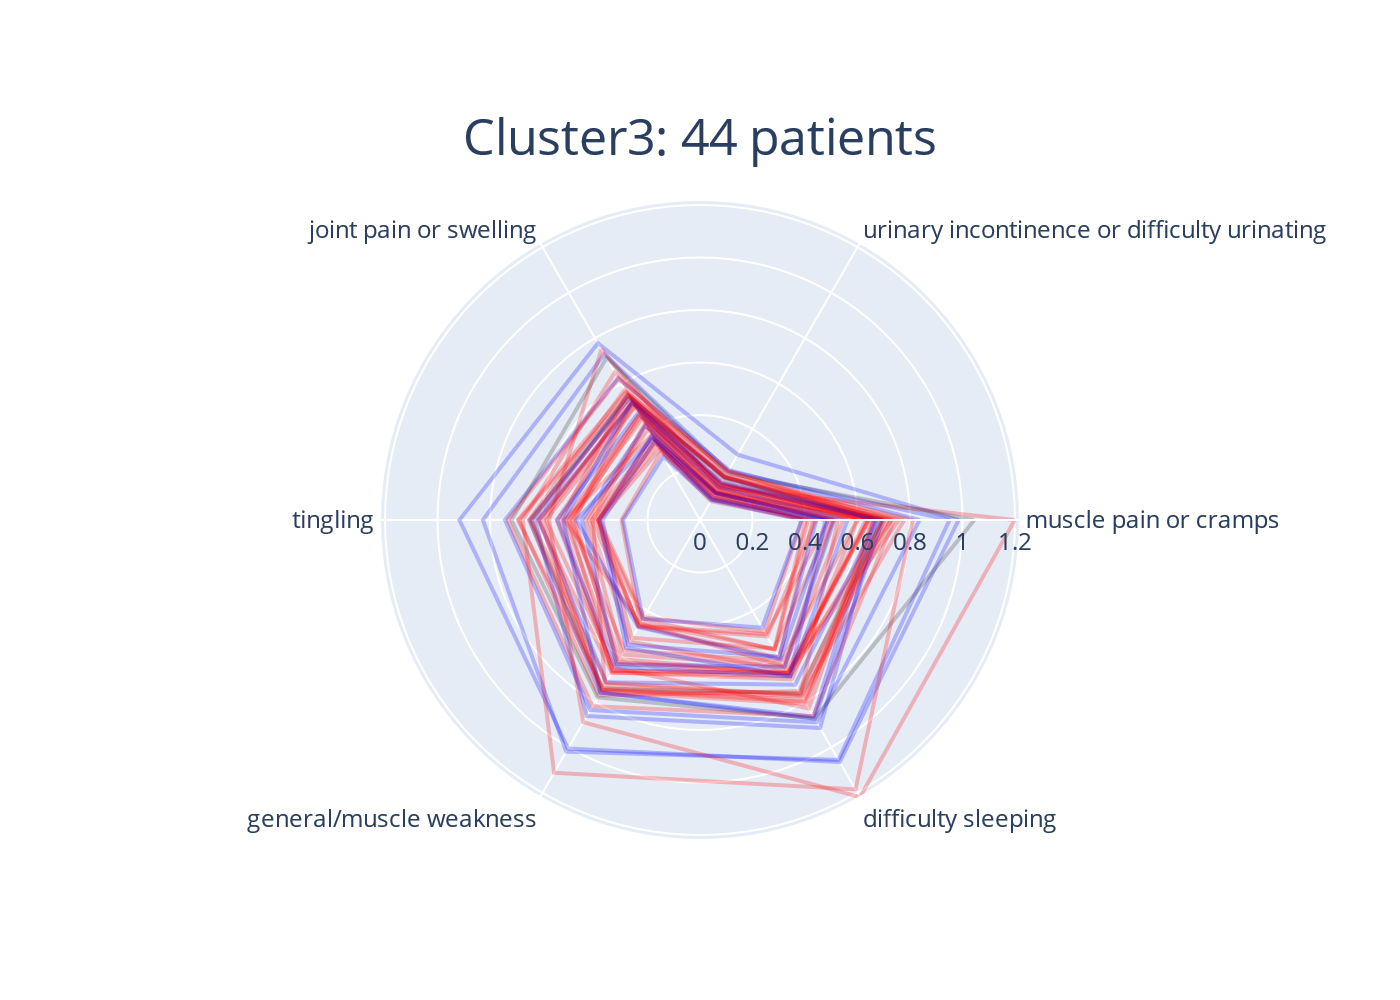 Cluster3: 44 patients
joint pain or swelling
urinary incontinence or difficulty urinating
tingling
muscle pain or cramps
0 0.2 0.4 0.6 0.8 1 1.2
general/muscle weakness
difficulty sleeping